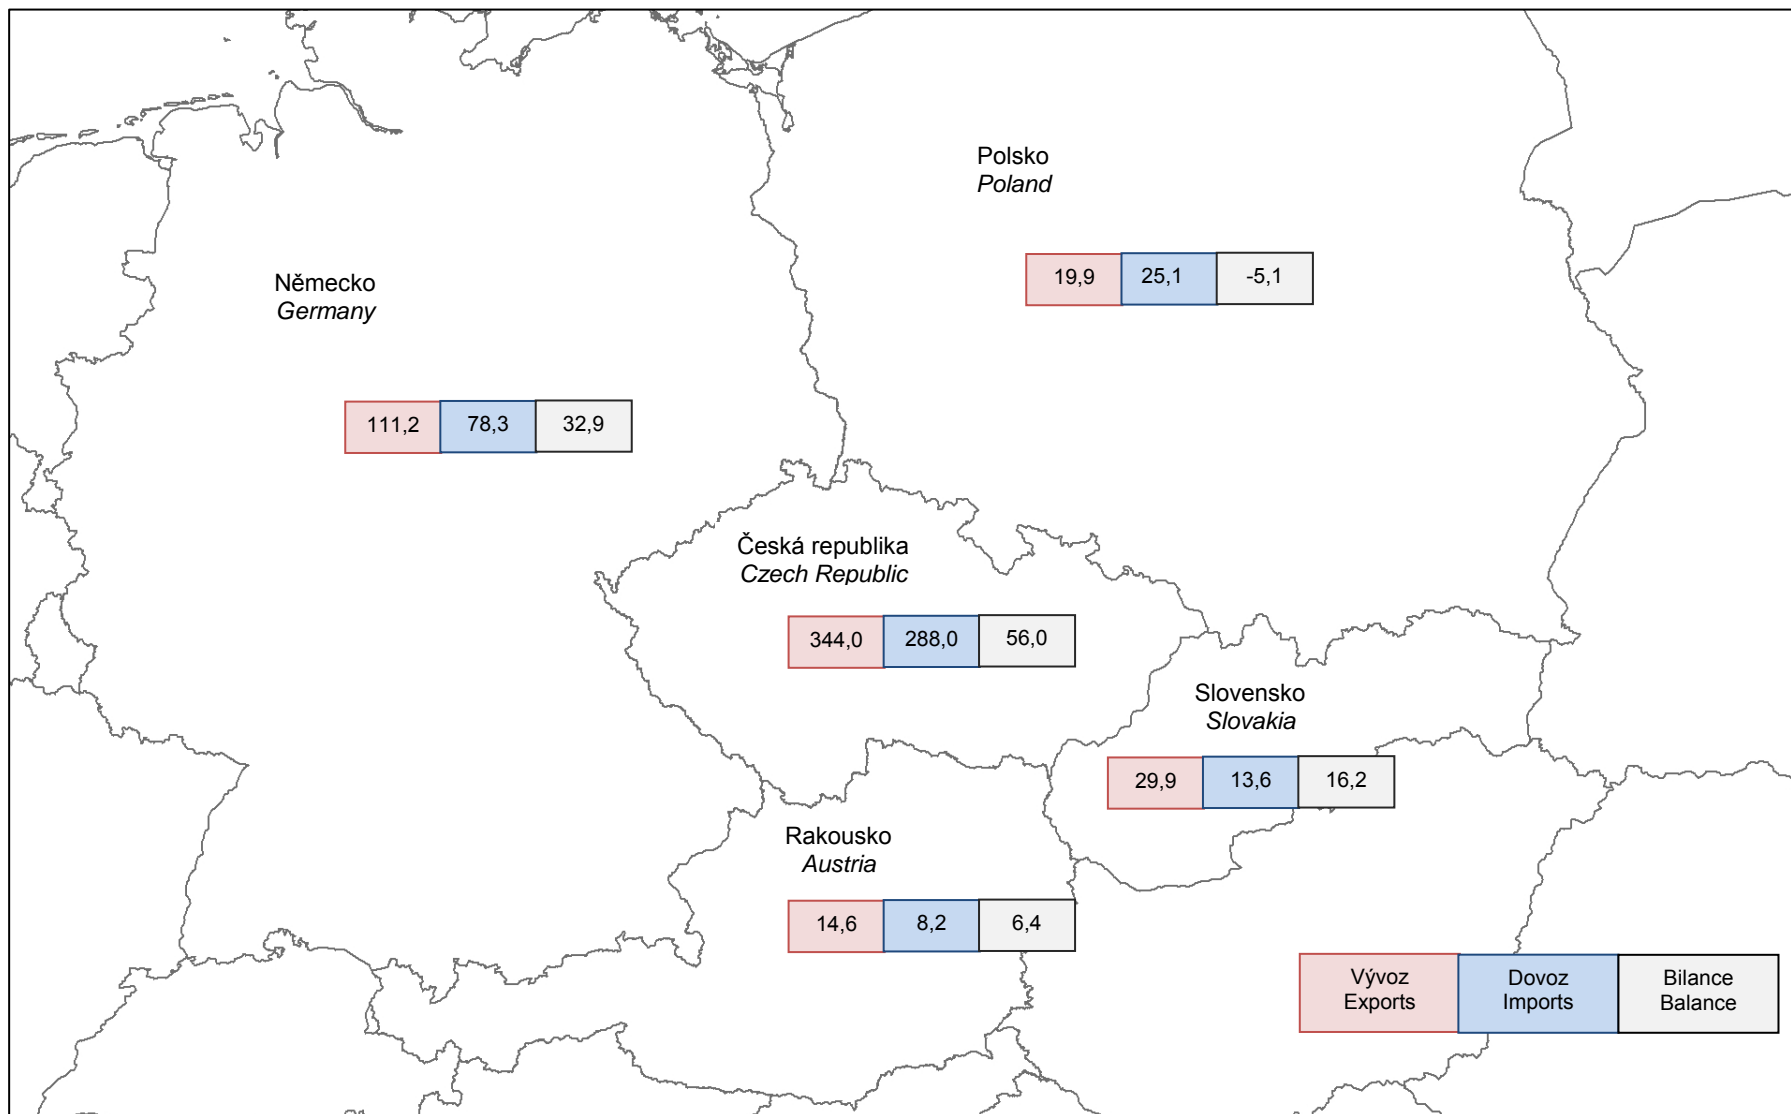 Polsko
Poland
19,9 25,1 -5,1
Německo
Germany
111,2 78,3 32,9
Česká republika
Czech Republic
344,0 288,0 56,0
Slovensko
Slovakia
29,9 13,6 16,2
Rakousko
Austria
14,6 8,2 6,4
Vývoz Dovoz Bilance
Exports Imports Balance